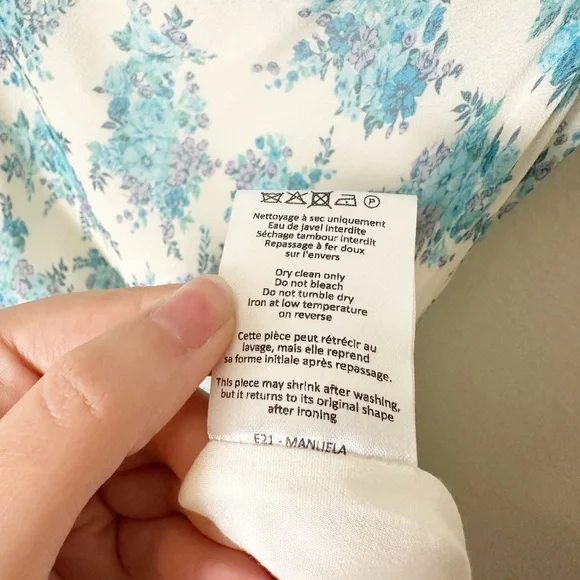 P
Nettoyage à sec uniquement
Eau de javel interdite
Séchage tambour interdit
Repassage à fer doux
sur l'envers
Dry clean only
Do not bleach
Do not tumble dry
Iron at low temperature
on reverse
Cette pièce peut rétrécir au
lavage, mais elle reprend
sa forme initiale après repassage.
This piece may shrink after washing,
but it returns to its original shape
after ironing
E21 - MANUELA